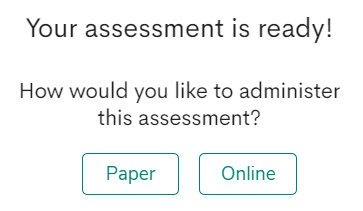 Your assessment is ready!
How would you like to administer
this assessment?
Paper
Online